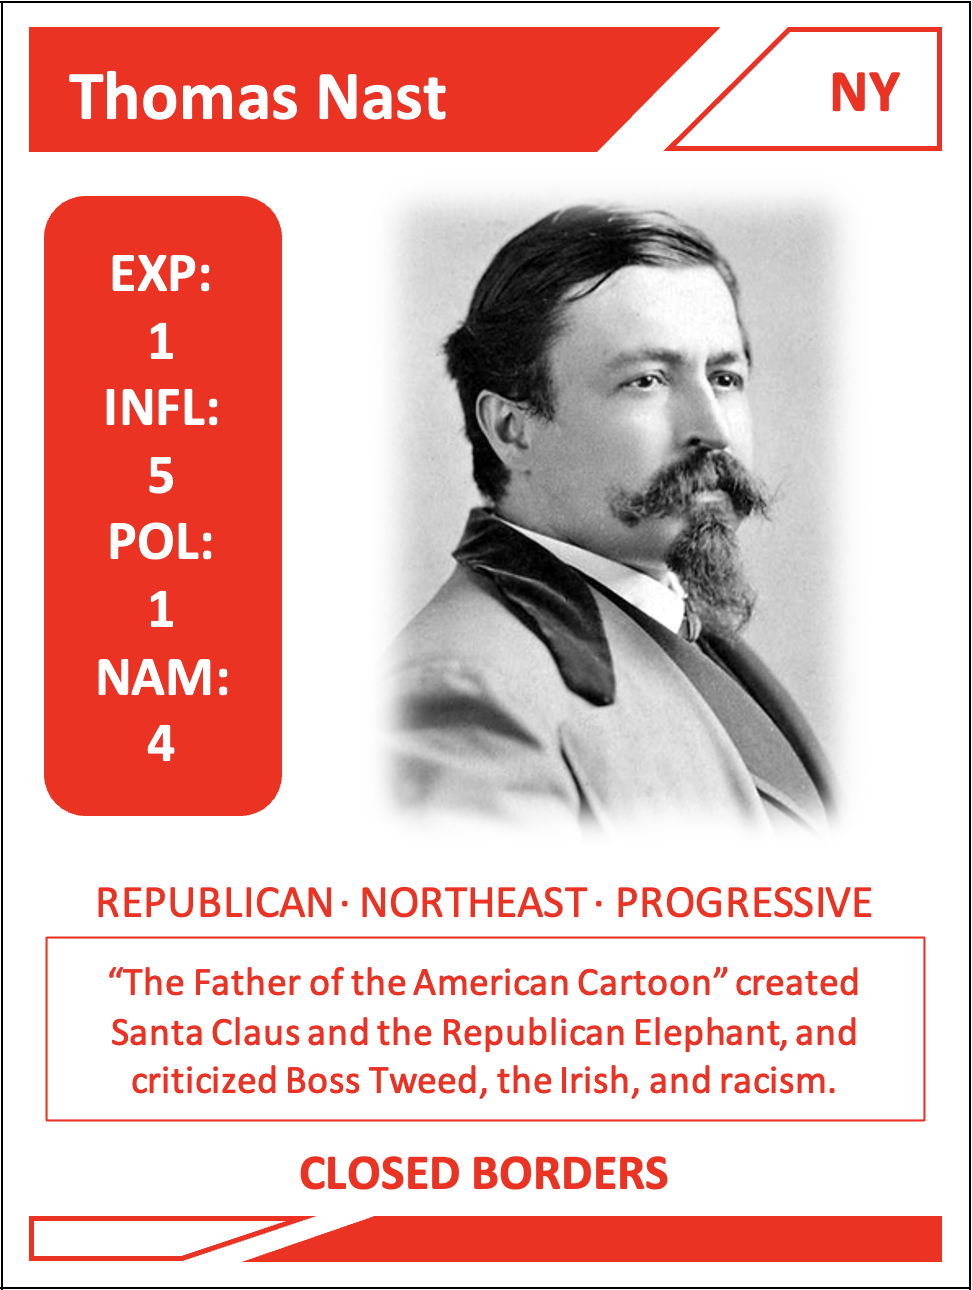 Thomas Nast
NY
EXP:
1
INFL:
5
POL:
1
NAM:
4
REPUBLICAN · NORTHEAST · PROGRESSIVE
“The Father of the American Cartoon” created
Santa Claus and the Republican Elephant, and
criticized Boss Tweed, the Irish, and racism.
CLOSED BORDERS